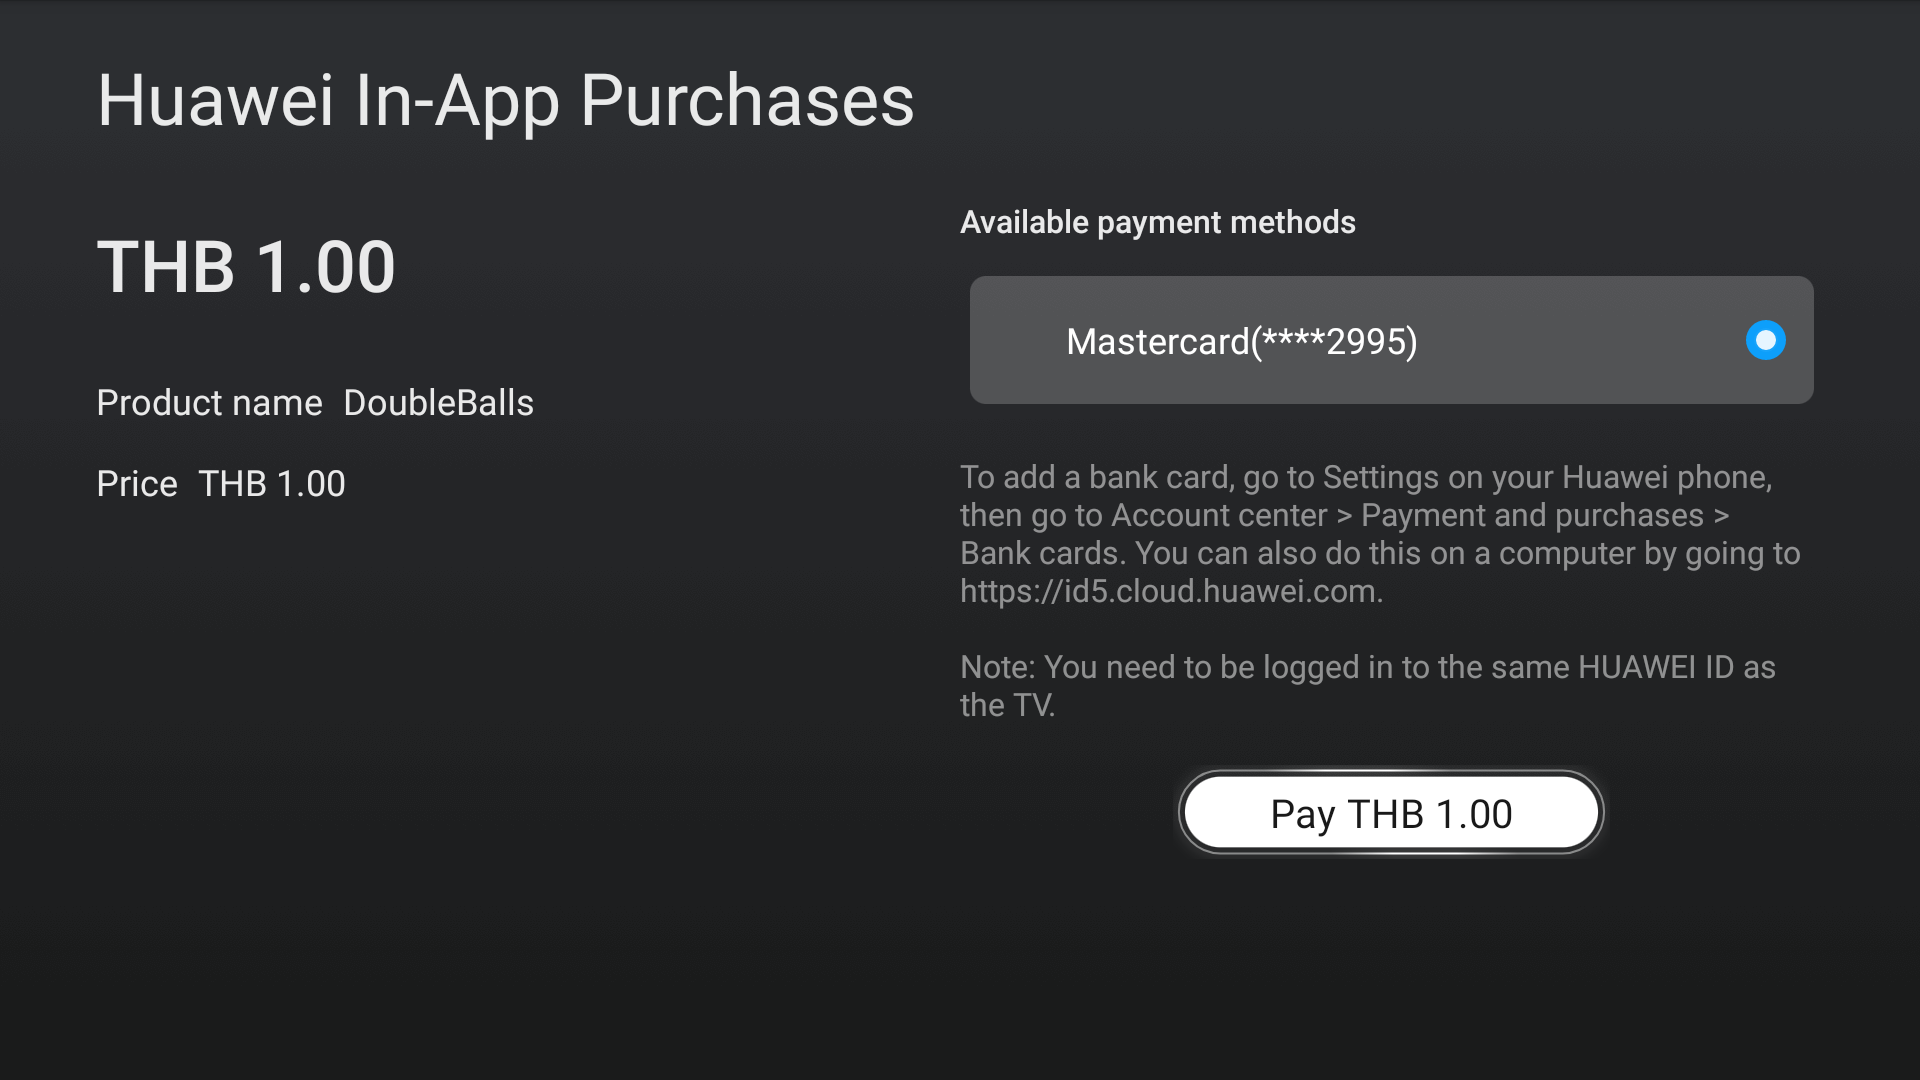 Huawei In-App Purchases
THB 1.00
Product name DoubleBalls
Price THB 1.00
Available payment methods
Mastercard(****2995)
To add a bank card, go to Settings on your Huawei phone,
then go to Account center > Payment and purchases >
Bank cards. You can also do this on a computer by going to
https://id5.cloud.huawei.com.
Note: You need to be logged in to the same HUAWEI ID as
the TV.
Pay THB 1.00